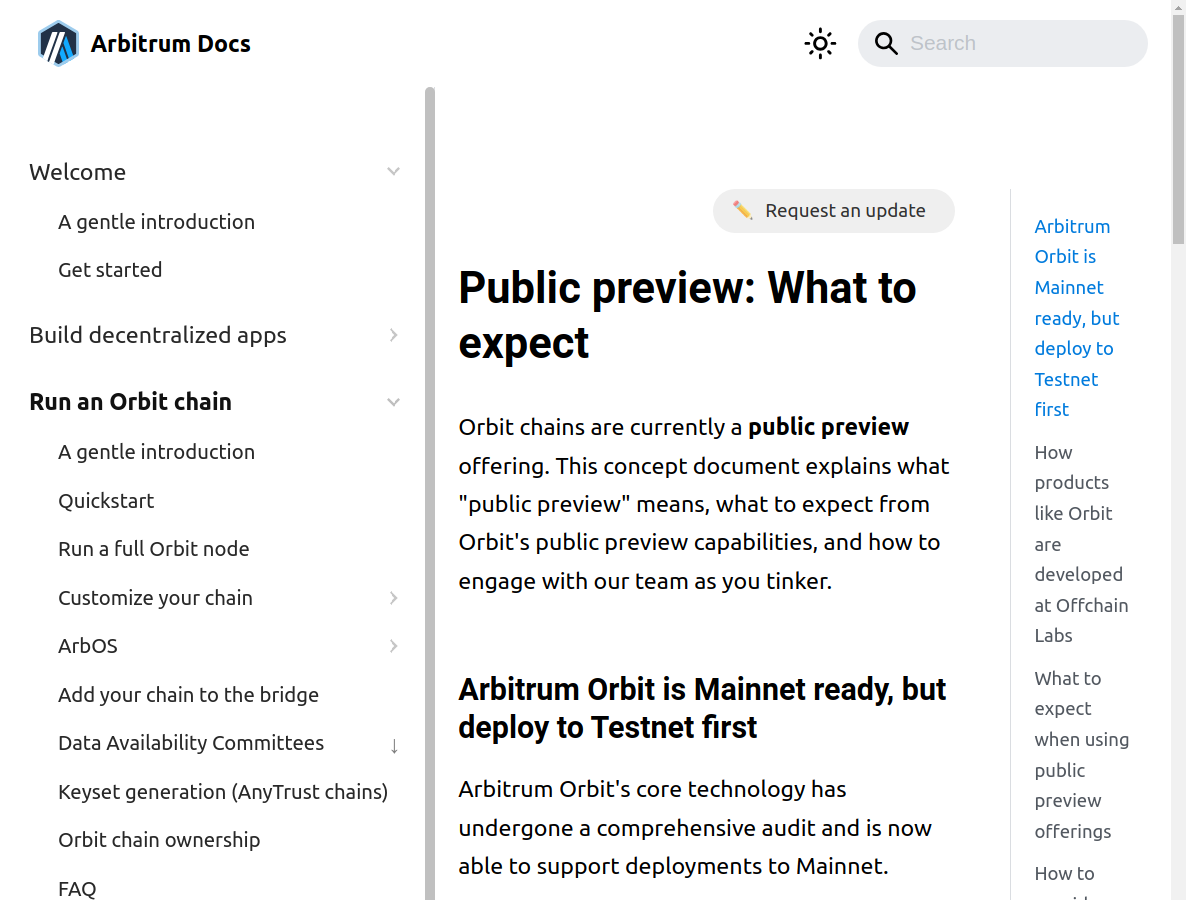 Arbitrum Docs
Search
Welcome
A gentle introduction
Get started
Build decentralized apps
Run an Orbit chain
A gentle introduction
Quickstart
Run a full Orbit node
Customize your chain
ArbOS
Add your chain to the bridge
Data Availability Committees ↓
Keyset generation (AnyTrust chains)
Orbit chain ownership
FAQ
✏️ Request an update
Public preview: What to
expect
Orbit chains are currently a public preview
offering. This concept document explains what
"public preview" means, what to expect from
Orbit's public preview capabilities, and how to
engage with our team as you tinker.
Arbitrum Orbit is Mainnet ready, but
deploy to Testnet first
Arbitrum Orbit's core technology has
undergone a comprehensive audit and is now
able to support deployments to Mainnet.
Arbitrum
Orbit is
Mainnet
ready, but
deploy to
Testnet
first
How
products
like Orbit
are
developed
at Offchain
Labs
What to
expect
when using
public
preview
offerings
How to